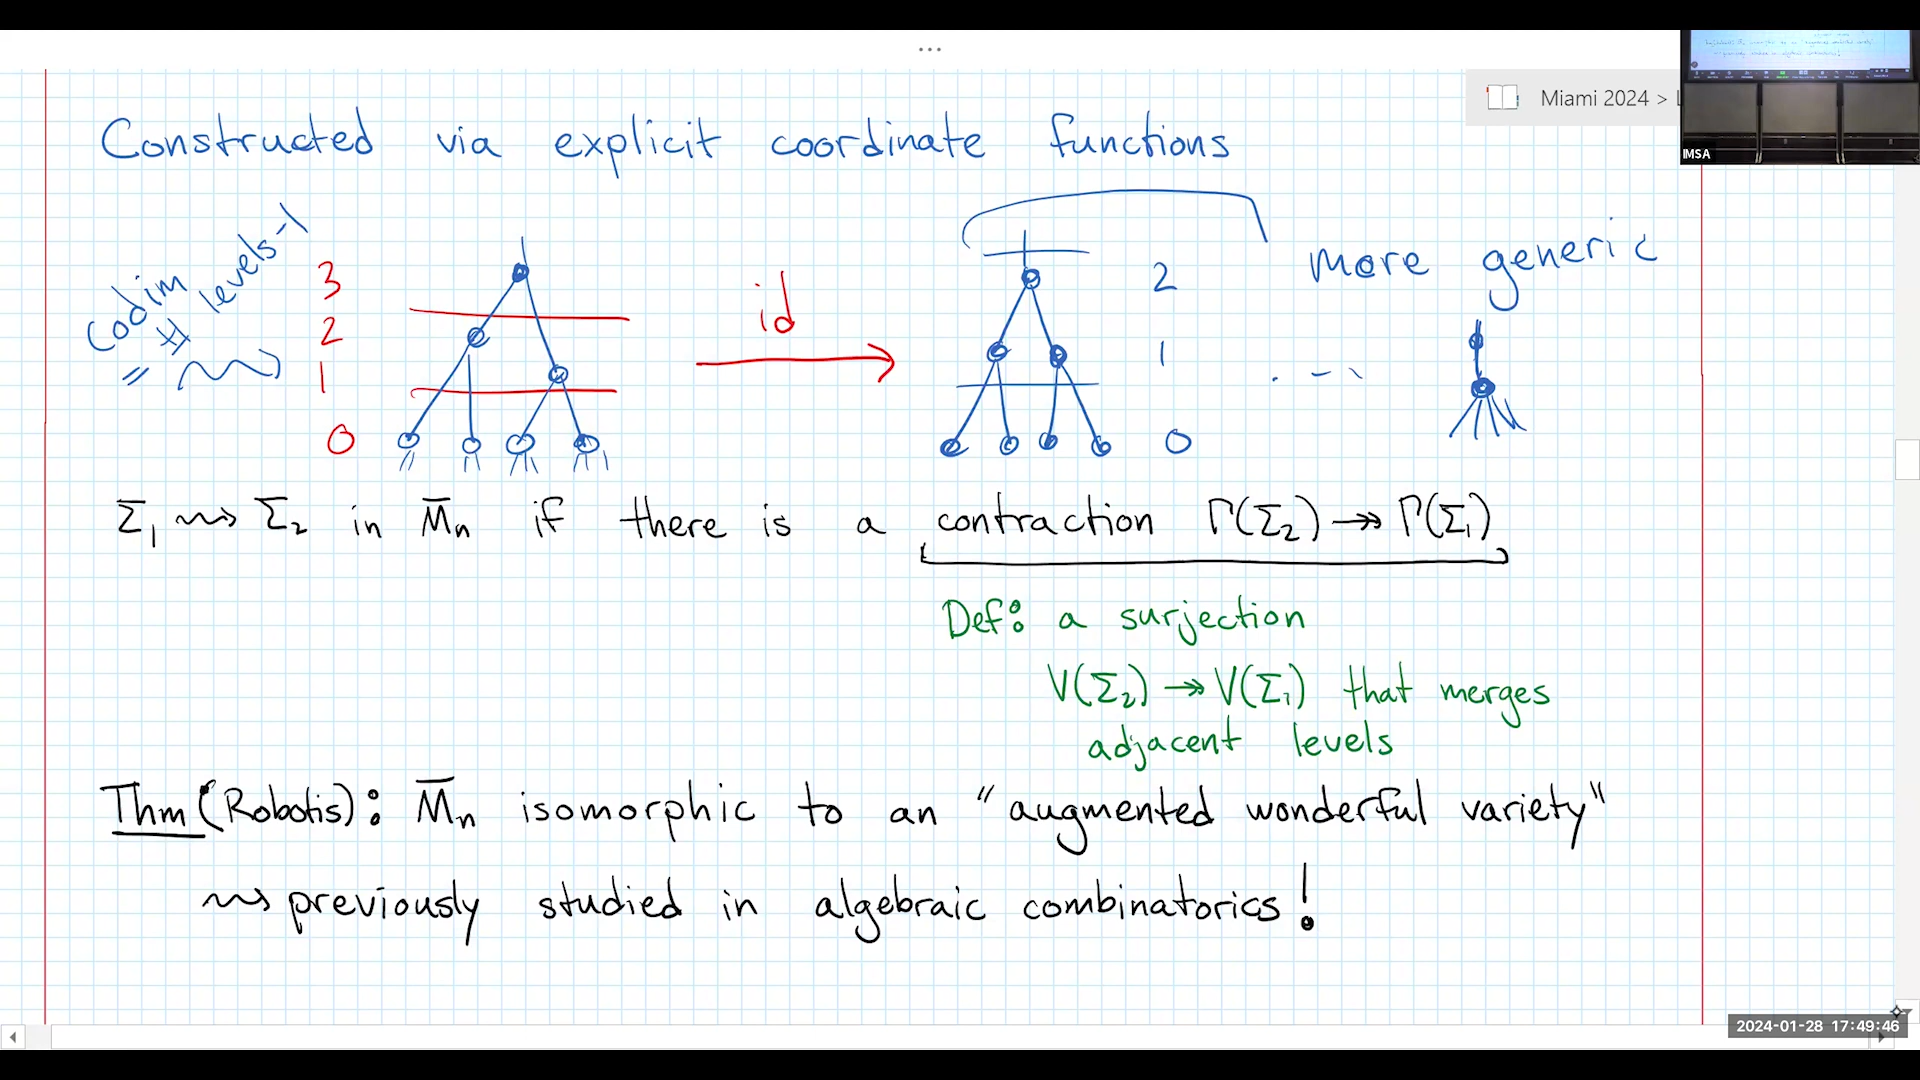 Miami 2024 > L
IMSA
Constructed via explicit coordinate functions
codim
= # levels-1
3
2
1
0
id
2
1
0
more generic
Σ₁ ⇝ Σ₂ in M̄ₙ if there is a contraction Γ(Σ₂) ↠ Γ(Σ₁)
Def: a surjection
V(Σ₂) ↠ V(Σ₁) that merges
adjacent levels
Thm (Robotis): M̄ₙ isomorphic to an "augmented wonderful variety"
⇝ previously studied in algebraic combinatorics!
2024-01-28 17:49:46